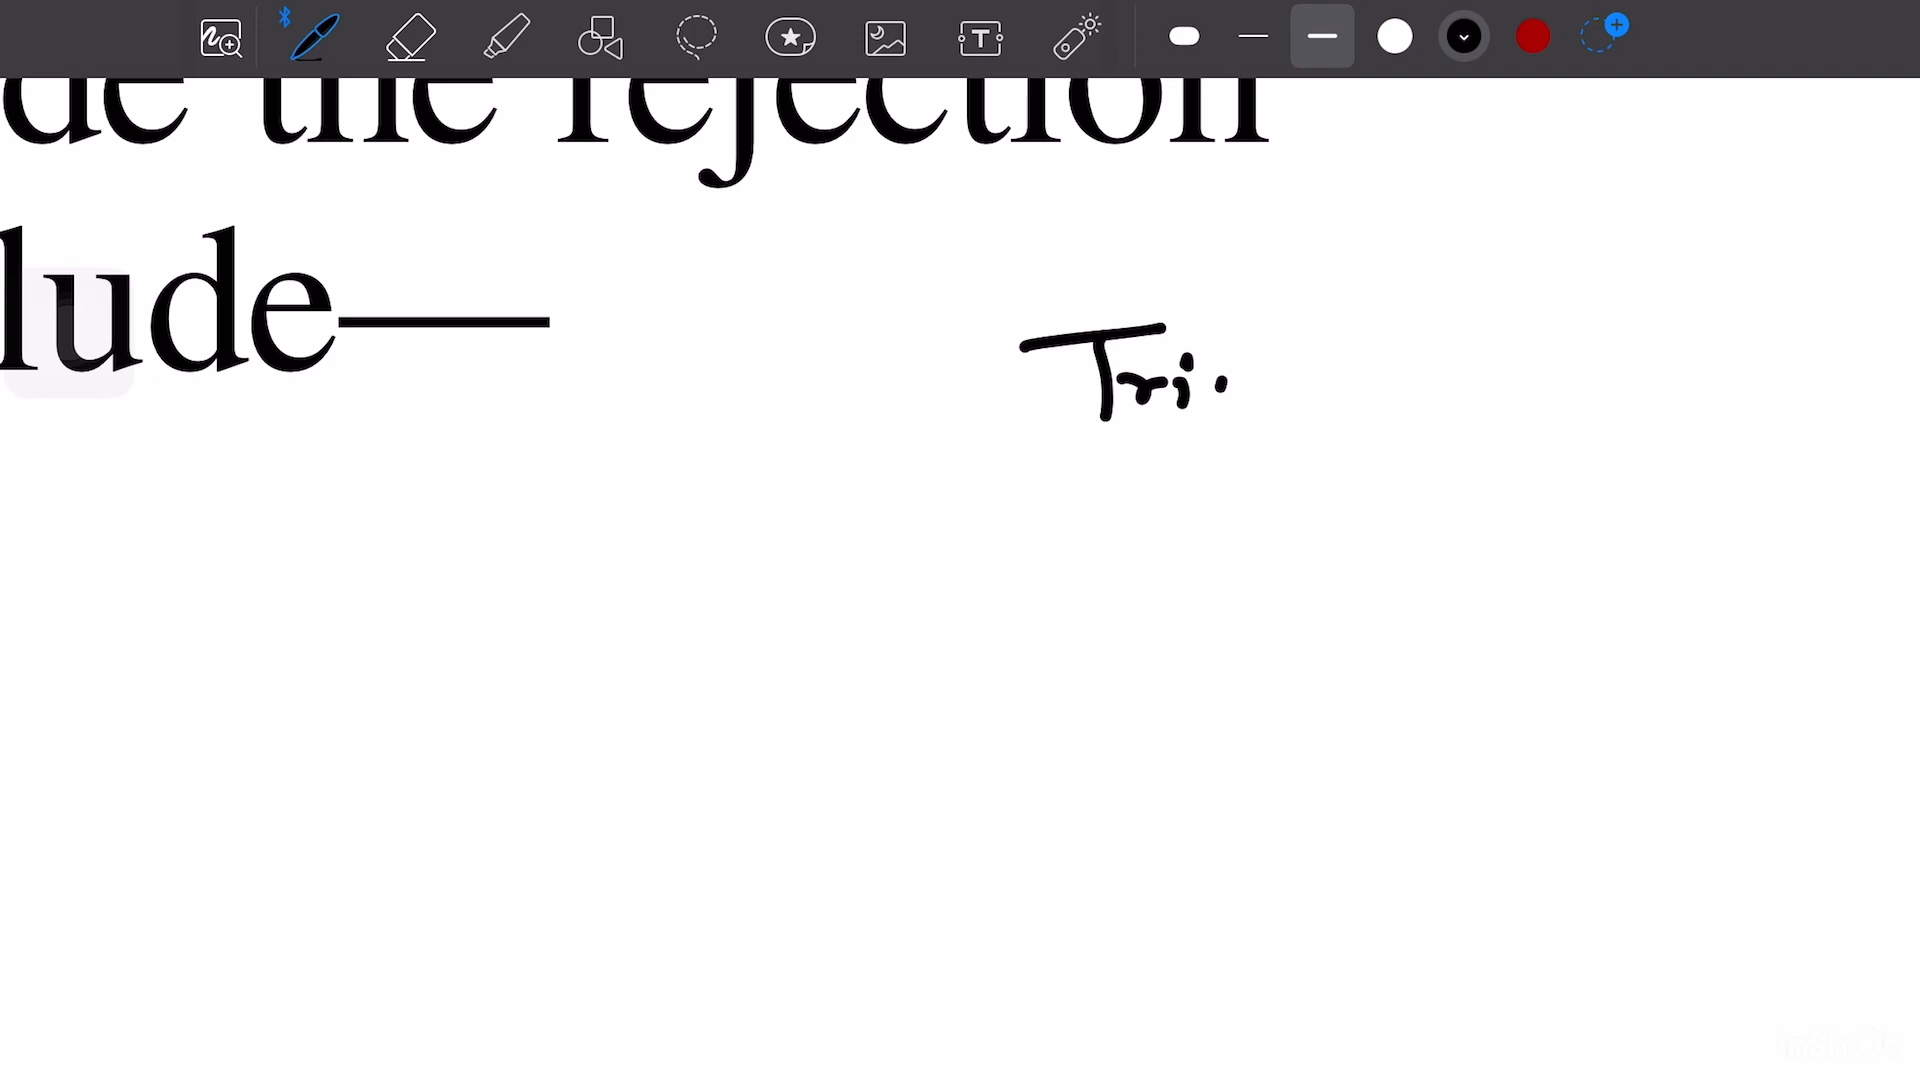 de the rejection
lude—
Tri.